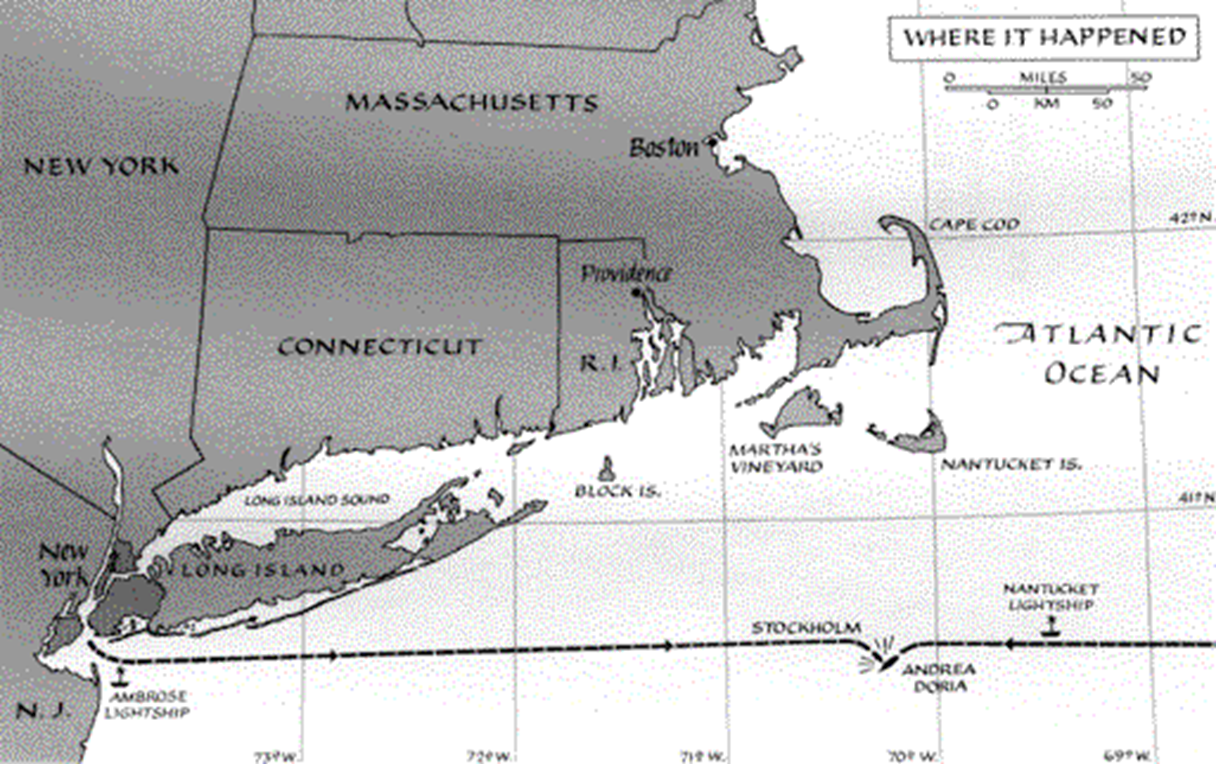 WHERE IT HAPPENED
0 MILES 50
0 KM 50
MASSACHUSETTS
Boston
NEW YORK
42° N.
CAPE COD
Providence
ATLANTIC
OCEAN
CONNECTICUT
R.I.
MARTHA'S
VINEYARD
NANTUCKET IS.
BLOCK IS.
LONG ISLAND SOUND
41° N
New
York
LONG ISLAND
NANTUCKET
LIGHTSHIP
STOCKHOLM
ANDREA
DORIA
AMBROSE
LIGHTSHIP
N.J.
73° W. 72° W. 71° W. 70° W. 69° W.